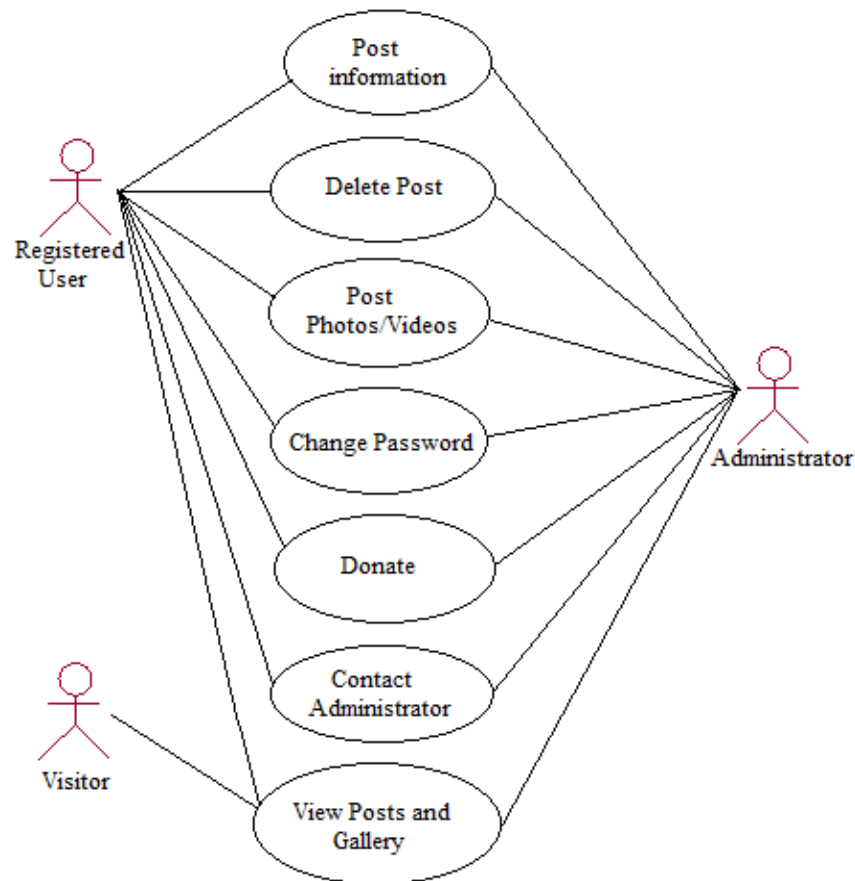 Post
information
Delete Post
Registered
User
Post
Photos/Videos
Change Password
Administrator
Donate
Contact
Administrator
Visitor
View Posts and
Gallery